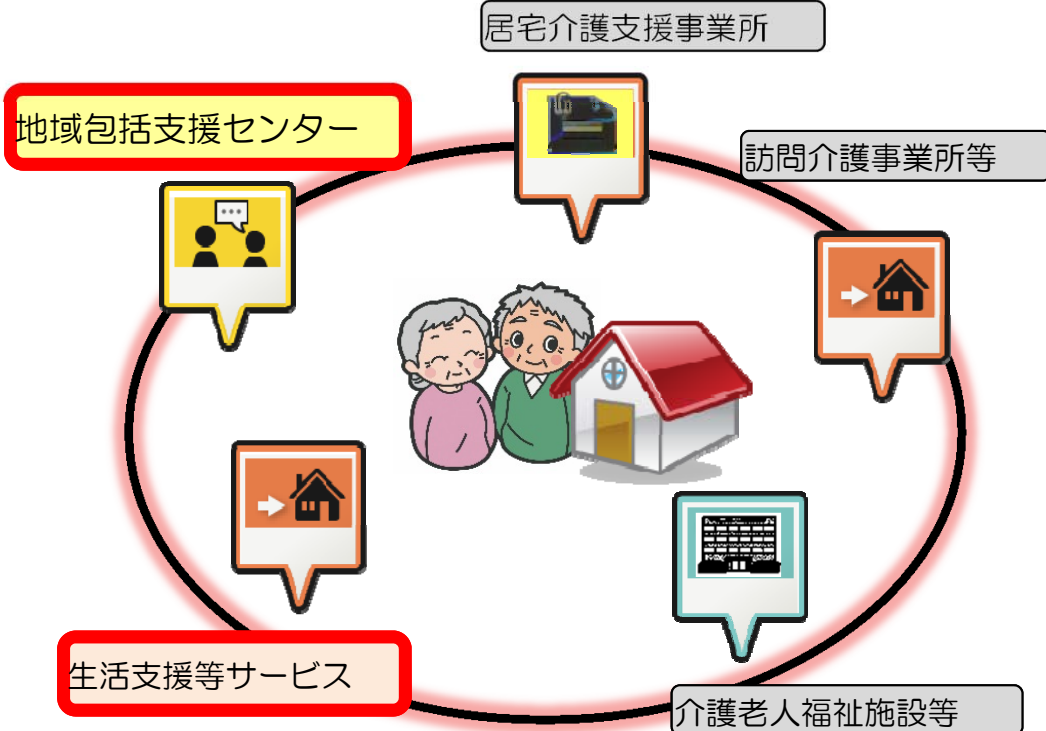 居宅介護支援事業所
地域包括支援センター
訪問介護事業所等
生活支援等サービス
介護老人福祉施設等